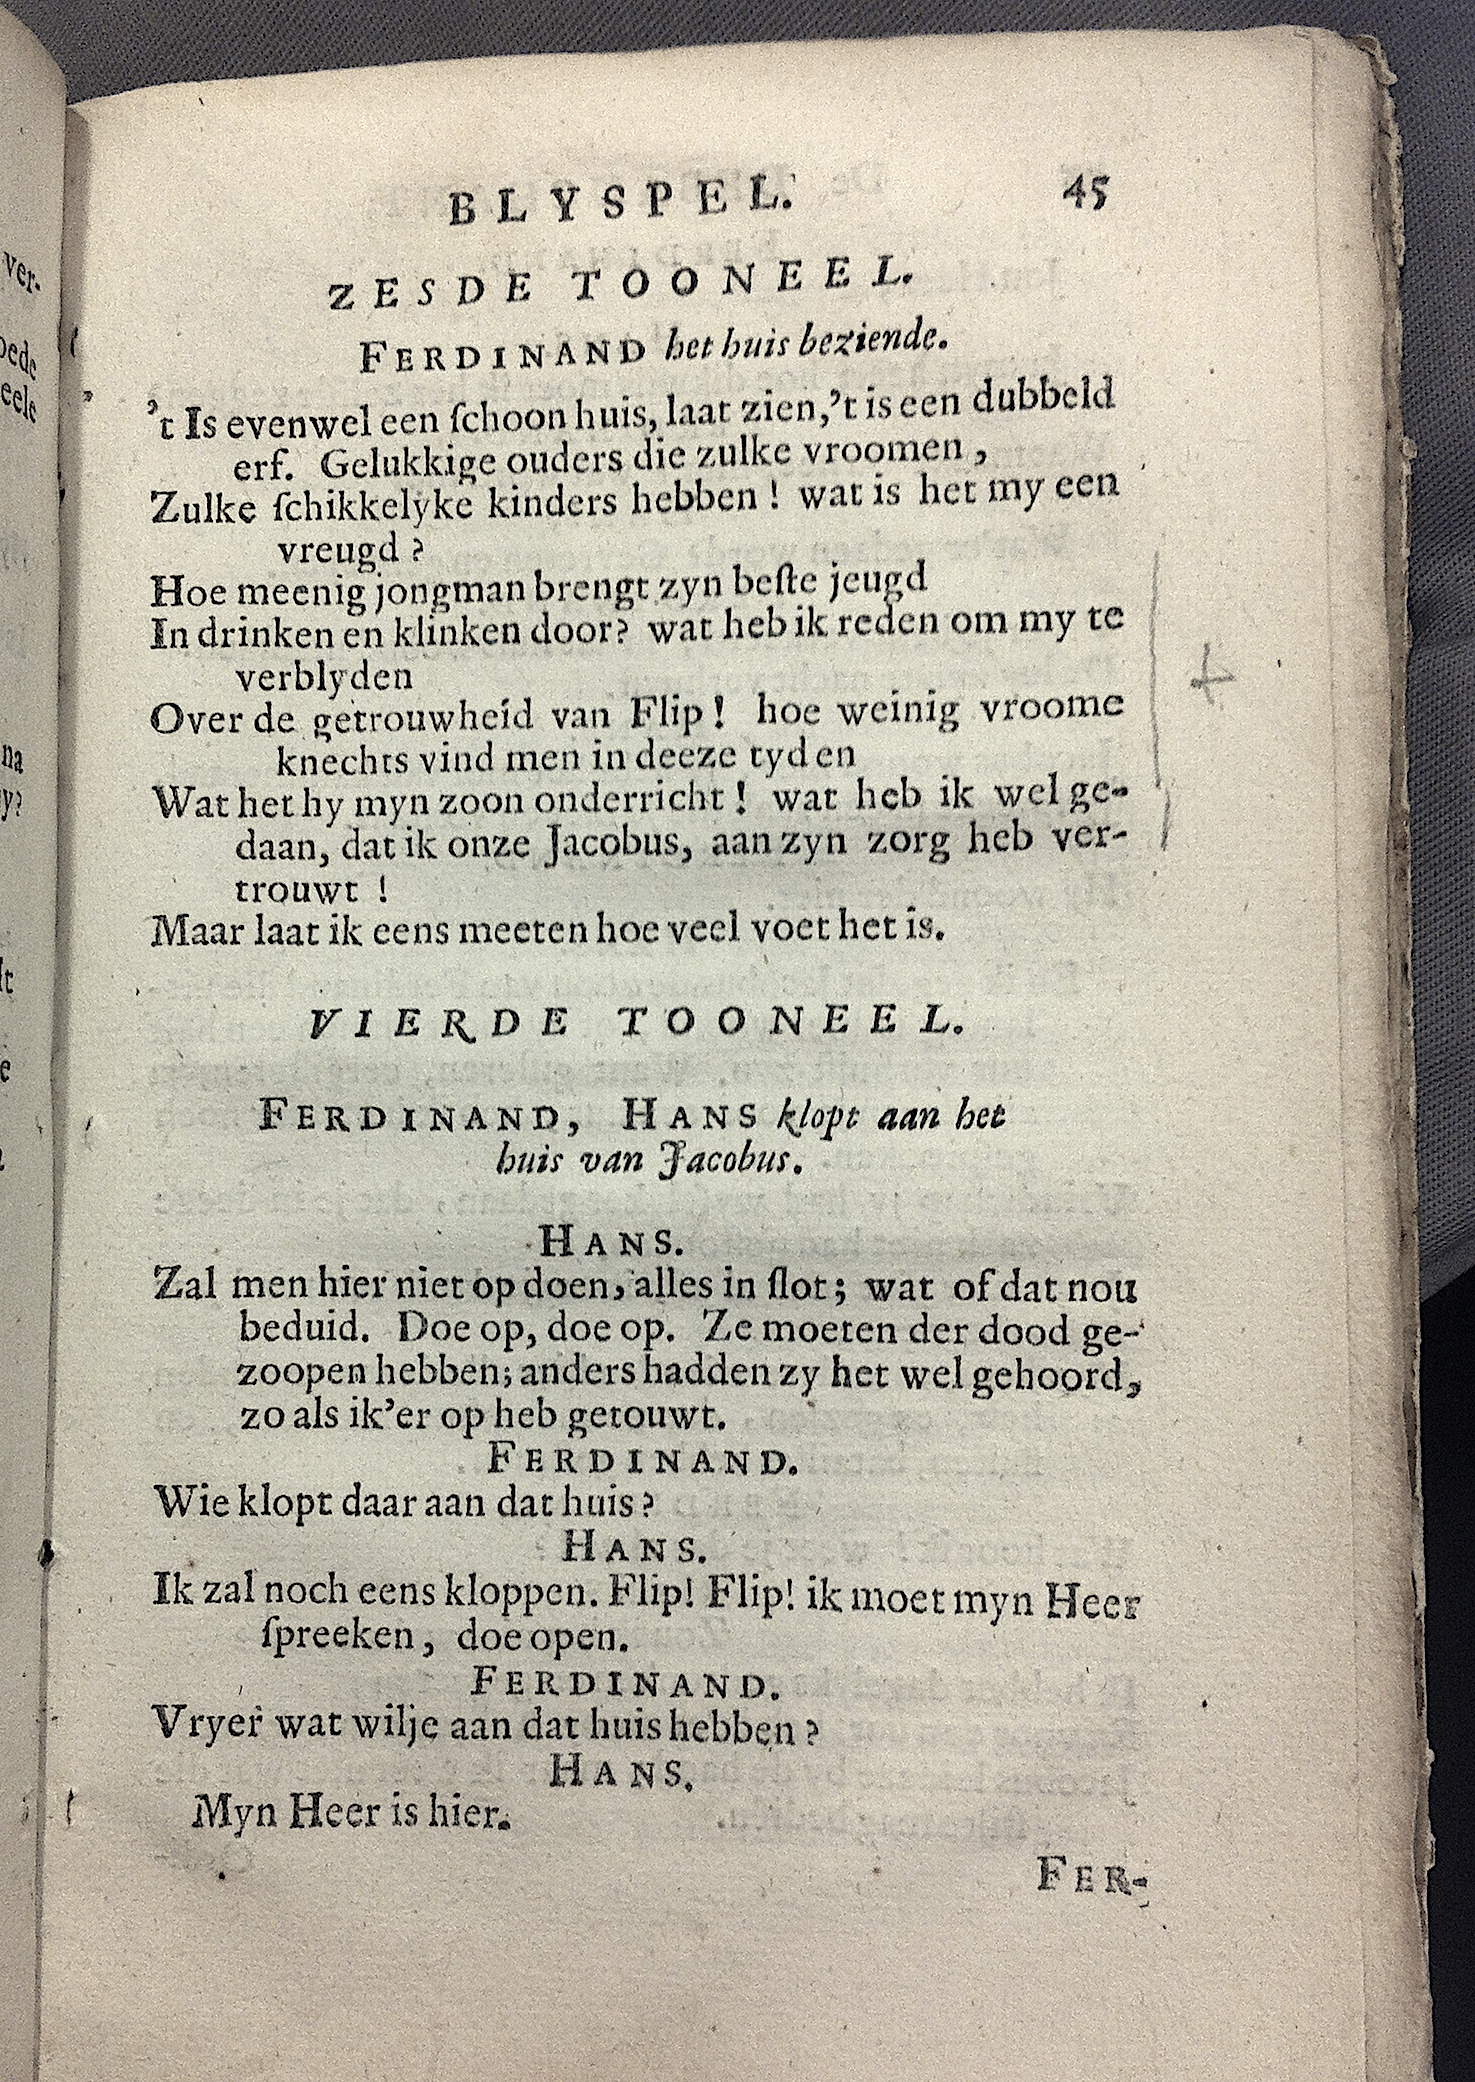 BLYSPEL. 45
ZESDE TOONEEL.
FERDINAND het huis beziende.
't Is evenwel een ſchoon huis, laat zien,'t is een dubbeld
erf. Gelukkige ouders die zulke vroomen,
Zulke ſchikkelyke kinders hebben! wat is het my een
vreugd?
Hoe meenig jongman brengt zyn beſte jeugd
In drinken en klinken door? wat heb ik reden om my te
verblyden
Over de getrouwheid van Flip! hoe weinig vroome
knechts vind men in deeze tyden
Wat het hy myn zoon onderricht! wat heb ik wel ge-
daan, dat ik onze Jacobus, aan zyn zorg heb ver-
trouwt!
Maar laat ik eens meeten hoe veel voet het is.
VIERDE TOONEEL.
FERDINAND, HANS klopt aan het
huis van Jacobus.
HANS.
Zal men hier niet op doen, alles in ſlot; wat of dat nou
beduid. Doe op, doe op. Ze moeten der dood ge-
zoopen hebben; anders hadden zy het wel gehoord,
zo als ik'er op heb getouwt.
FERDINAND.
Wie klopt daar aan dat huis?
HANS.
Ik zal noch eens kloppen. Flip! Flip! ik moet myn Heer
ſpreeken, doe open.
FERDINAND.
Vryer wat wilje aan dat huis hebben?
HANS.
Myn Heer is hier.
FER-
ver-
oede
eele
na
y?